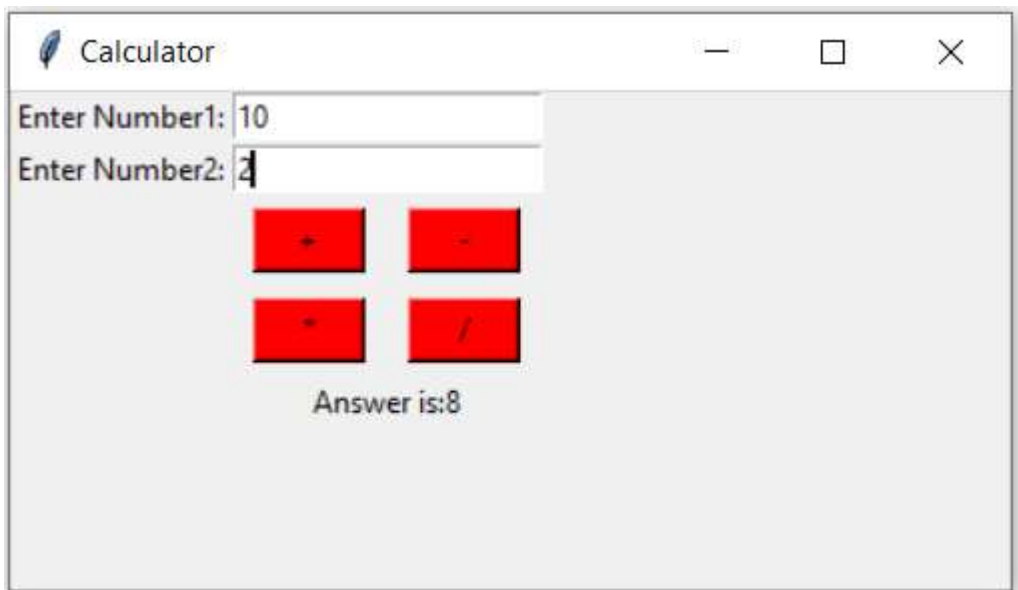 Calculator
Enter Number1: 10
Enter Number2: 2
+ -
* /
Answer is:8